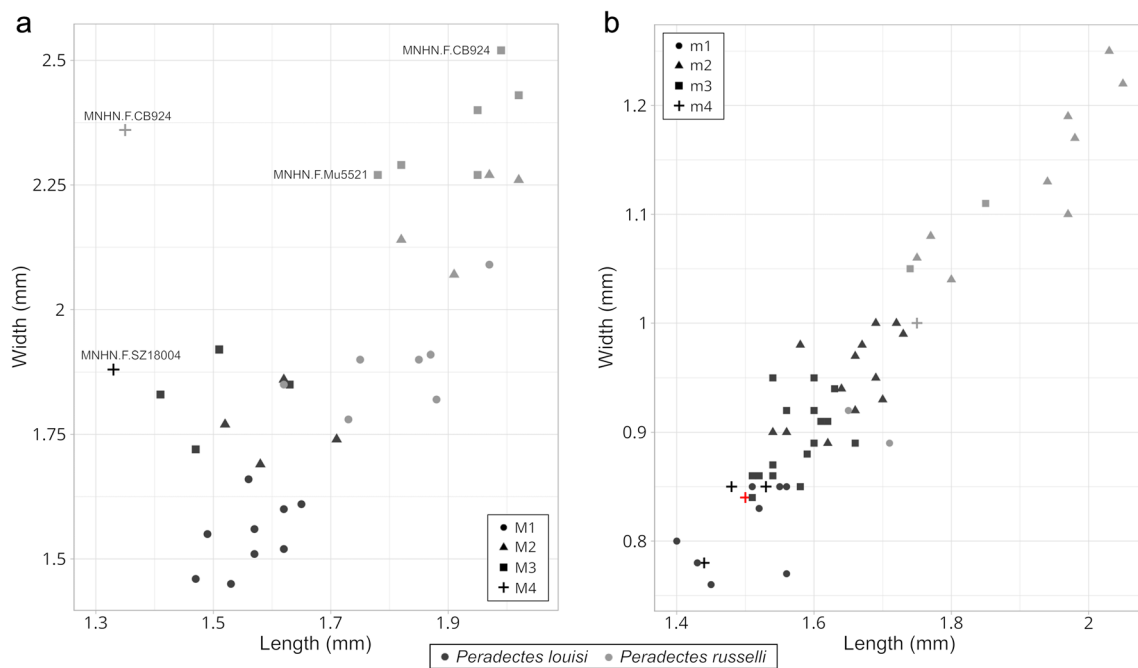 a
Width (mm)
2.5
2.25
2
1.75
1.5
MNHN.F.CB924
MNHN.F.CB924
MNHN.F.Mu5521
MNHN.F.SZ18004
M1
M2
M3
M4
1.3
1.5
1.7
1.9
Length (mm)
b
Width (mm)
m1
m2
m3
m4
1.2
1.1
1
0.9
0.8
1.4
1.6
1.8
2
Length (mm)
Peradectes louisi Peradectes russelli